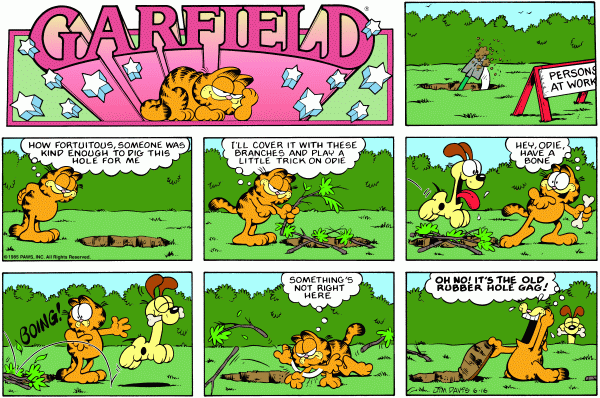 GARFIELD®
PERSONS
AT WORK
HOW FORTUITOUS, SOMEONE WAS
KIND ENOUGH TO DIG THIS
HOLE FOR ME
© 1985 PAWS, INC. All Rights Reserved.
I'LL COVER IT WITH THESE
BRANCHES AND PLAY A
LITTLE TRICK ON ODIE
HEY, ODIE,
HAVE A
BONE
BOING!
SOMETHING'S
NOT RIGHT
HERE
OH NO! IT'S THE OLD
RUBBER HOLE GAG!
JIM DAVIS 6-16